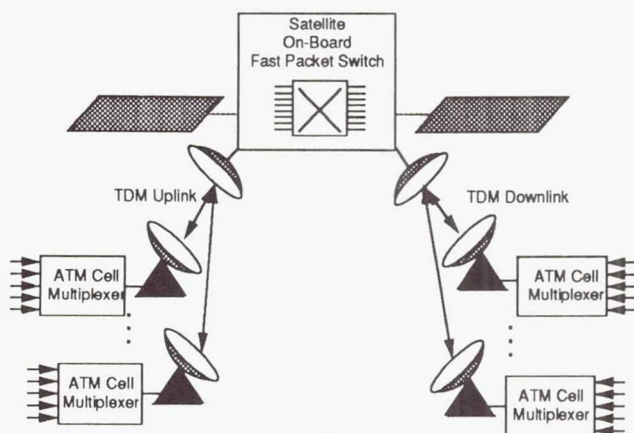 Satellite
On-Board
Fast Packet Switch
TDM Uplink
TDM Downlink
ATM Cell
Multiplexer
ATM Cell
Multiplexer
ATM Cell
Multiplexer
ATM Cell
Multiplexer